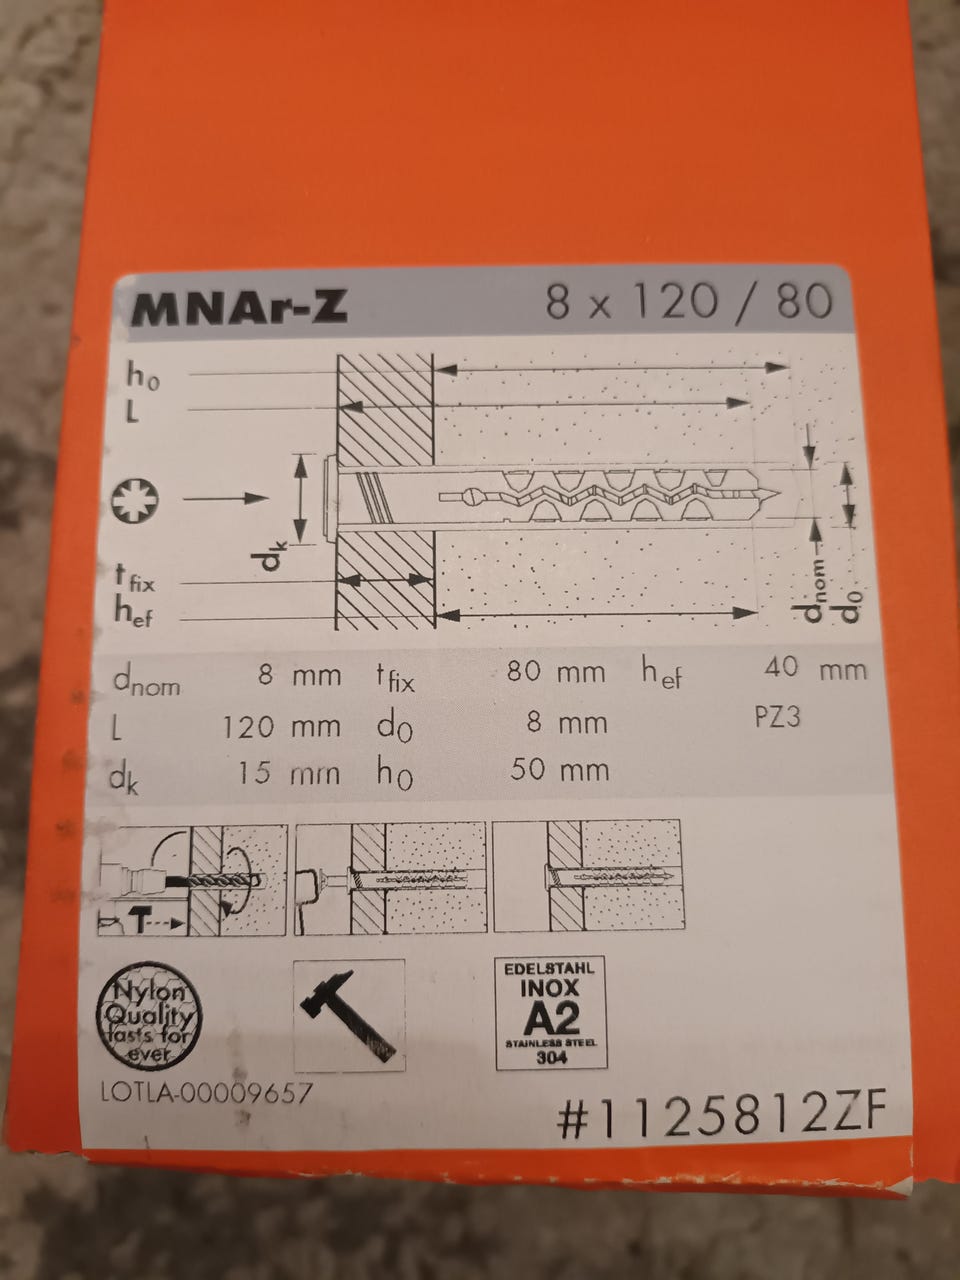 MNAr-Z 8 x 120 / 80
h0
L
dk
tfix
hef
dnom
d0
dnom 8 mm tfix 80 mm hef 40 mm
L 120 mm d0 8 mm PZ3
dk 15 mm h0 50 mm
T
Nylon
Quality
lasts for
ever
EDELSTAHL
INOX
A2
STAINLESS STEEL
304
LOTLA-00009657
#1125812ZF